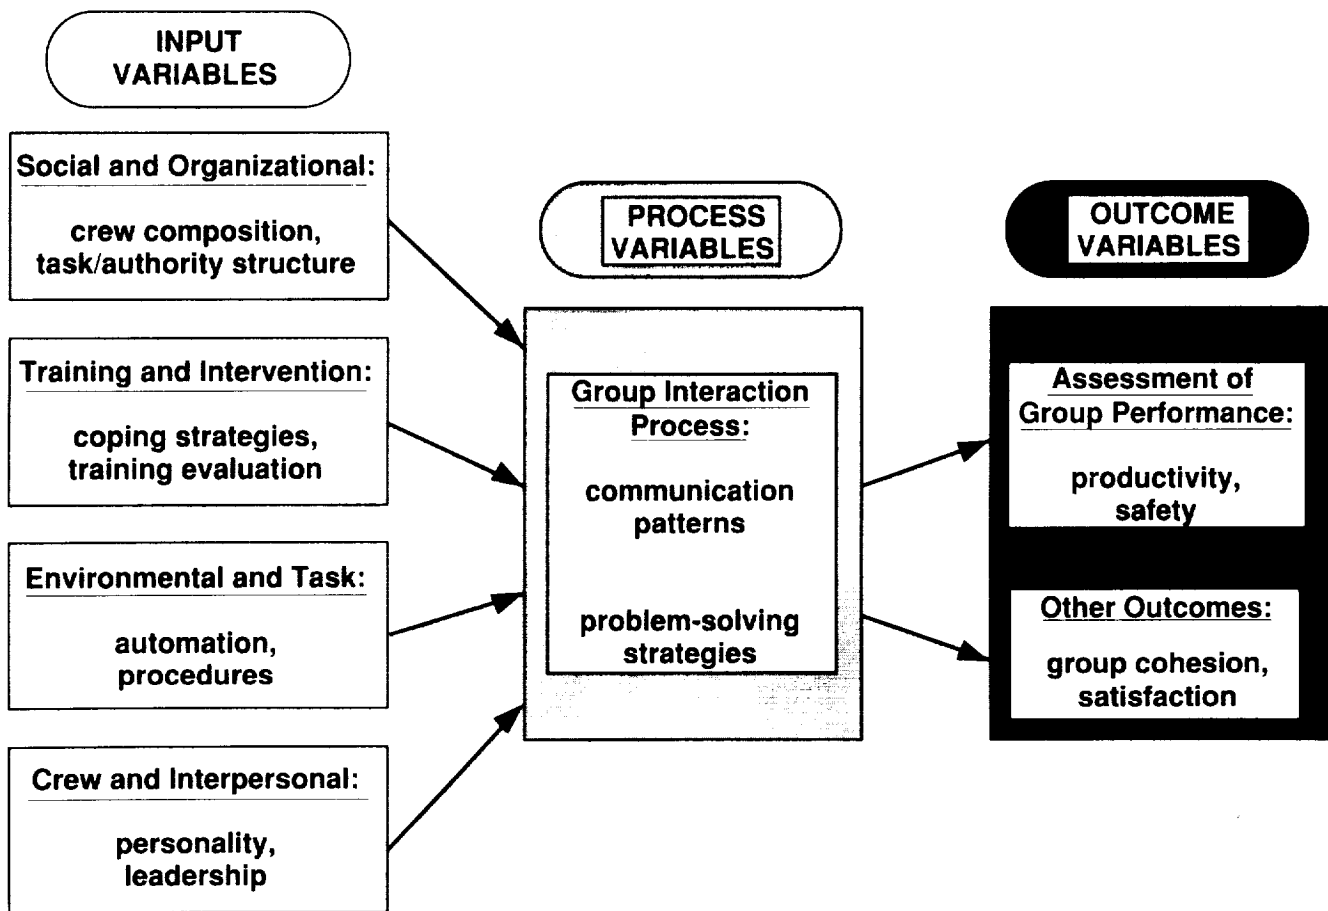 INPUT
VARIABLES
Social and Organizational:
crew composition,
task/authority structure
Training and Intervention:
coping strategies,
training evaluation
Environmental and Task:
automation,
procedures
Crew and Interpersonal:
personality,
leadership
PROCESS
VARIABLES
Group Interaction
Process:
communication
patterns
problem-solving
strategies
OUTCOME
VARIABLES
Assessment of
Group Performance:
productivity,
safety
Other Outcomes:
group cohesion,
satisfaction